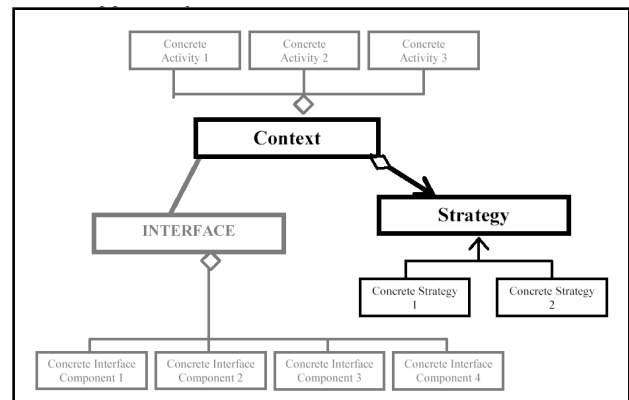 Concrete
Activity 1
Concrete
Activity 2
Concrete
Activity 3
Context
INTERFACE
Strategy
Concrete Strategy
1
Concrete Strategy
2
Concrete Interface
Component 1
Concrete Interface
Component 2
Concrete Interface
Component 3
Concrete Interface
Component 4